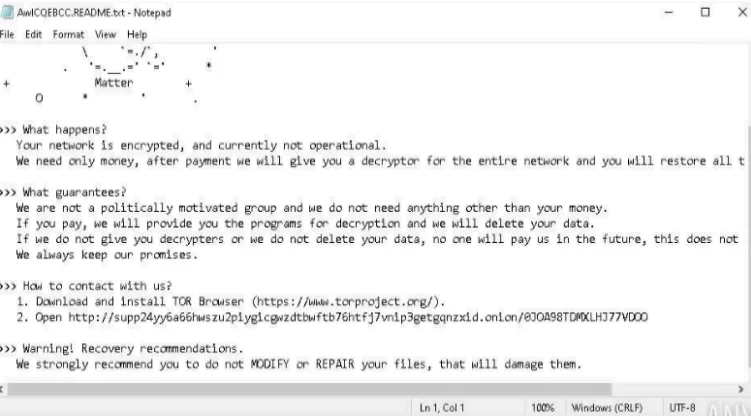 AwlCQEBCC.README.txt - Notepad
File Edit Format View Help
Matter
>>> What happens?
Your network is encrypted, and currently not operational.
We need only money, after payment we will give you a decryptor for the entire network and you will restore all t
>>> What guarantees?
We are not a politically motivated group and we do not need anything other than your money.
If you pay, we will provide you the programs for decryption and we will delete your data.
If we do not give you decrypters or we do not delete your data, no one will pay us in the future, this does not
We always keep our promises.
>>> How to contact with us?
1. Download and install TOR Browser (https://www.torproject.org/).
2. Open http://supp24yy6a66hwszu2piygicgwzdtbwftb76htfj7vnip3getgqnzxid.onion/0JOA98TDMXLHJ77VDOO
>>> Warning! Recovery recommendations.
We strongly recommend you to do not MODIFY or REPAIR your files, that will damage them.
Ln 1, Col 1 100% Windows (CRLF) UTF-8